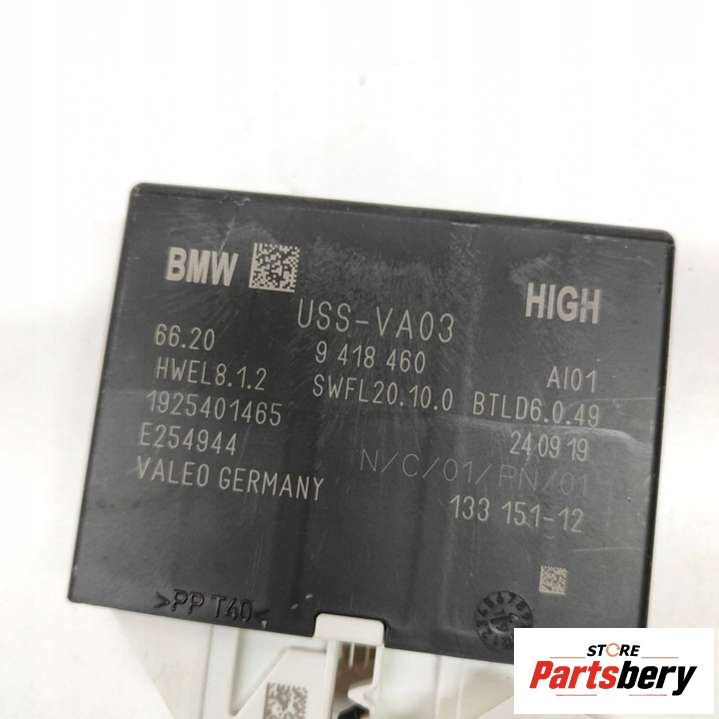 BMW
HIGH
USS-VA03
66.20
9 418 460
AI01
HWEL8.1.2
SWFL20.10.0
BTLD6.0.49
1925401465
24 09 19
E254944
N/C/01/PN/01
VALEO GERMANY
133 151-12
>PP T40<
STORE
Partsbery